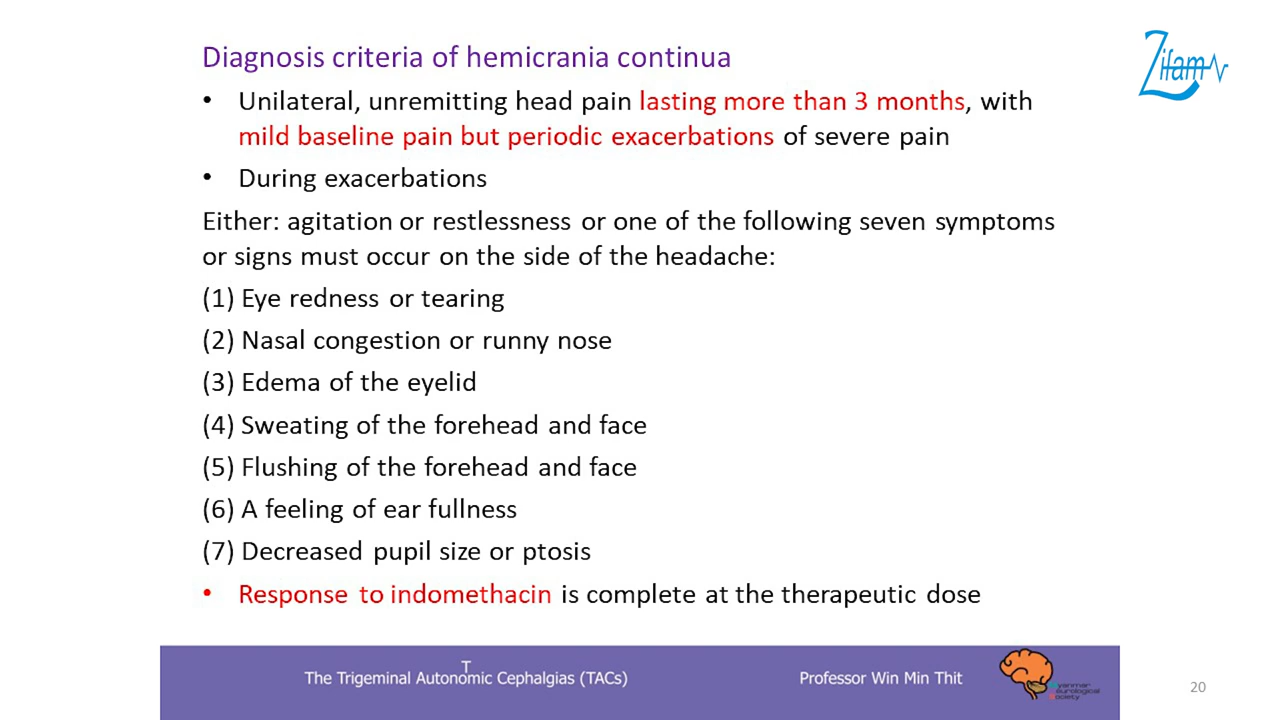 Diagnosis criteria of hemicrania continua
Zifam
• Unilateral, unremitting head pain lasting more than 3 months, with
mild baseline pain but periodic exacerbations of severe pain
• During exacerbations
Either: agitation or restlessness or one of the following seven symptoms
or signs must occur on the side of the headache:
(1) Eye redness or tearing
(2) Nasal congestion or runny nose
(3) Edema of the eyelid
(4) Sweating of the forehead and face
(5) Flushing of the forehead and face
(6) A feeling of ear fullness
(7) Decreased pupil size or ptosis
• Response to indomethacin is complete at the therapeutic dose
T
The Trigeminal Autonomic Cephalgias (TACs)
Professor Win Min Thit
Myanmar
Neurological
Society
20